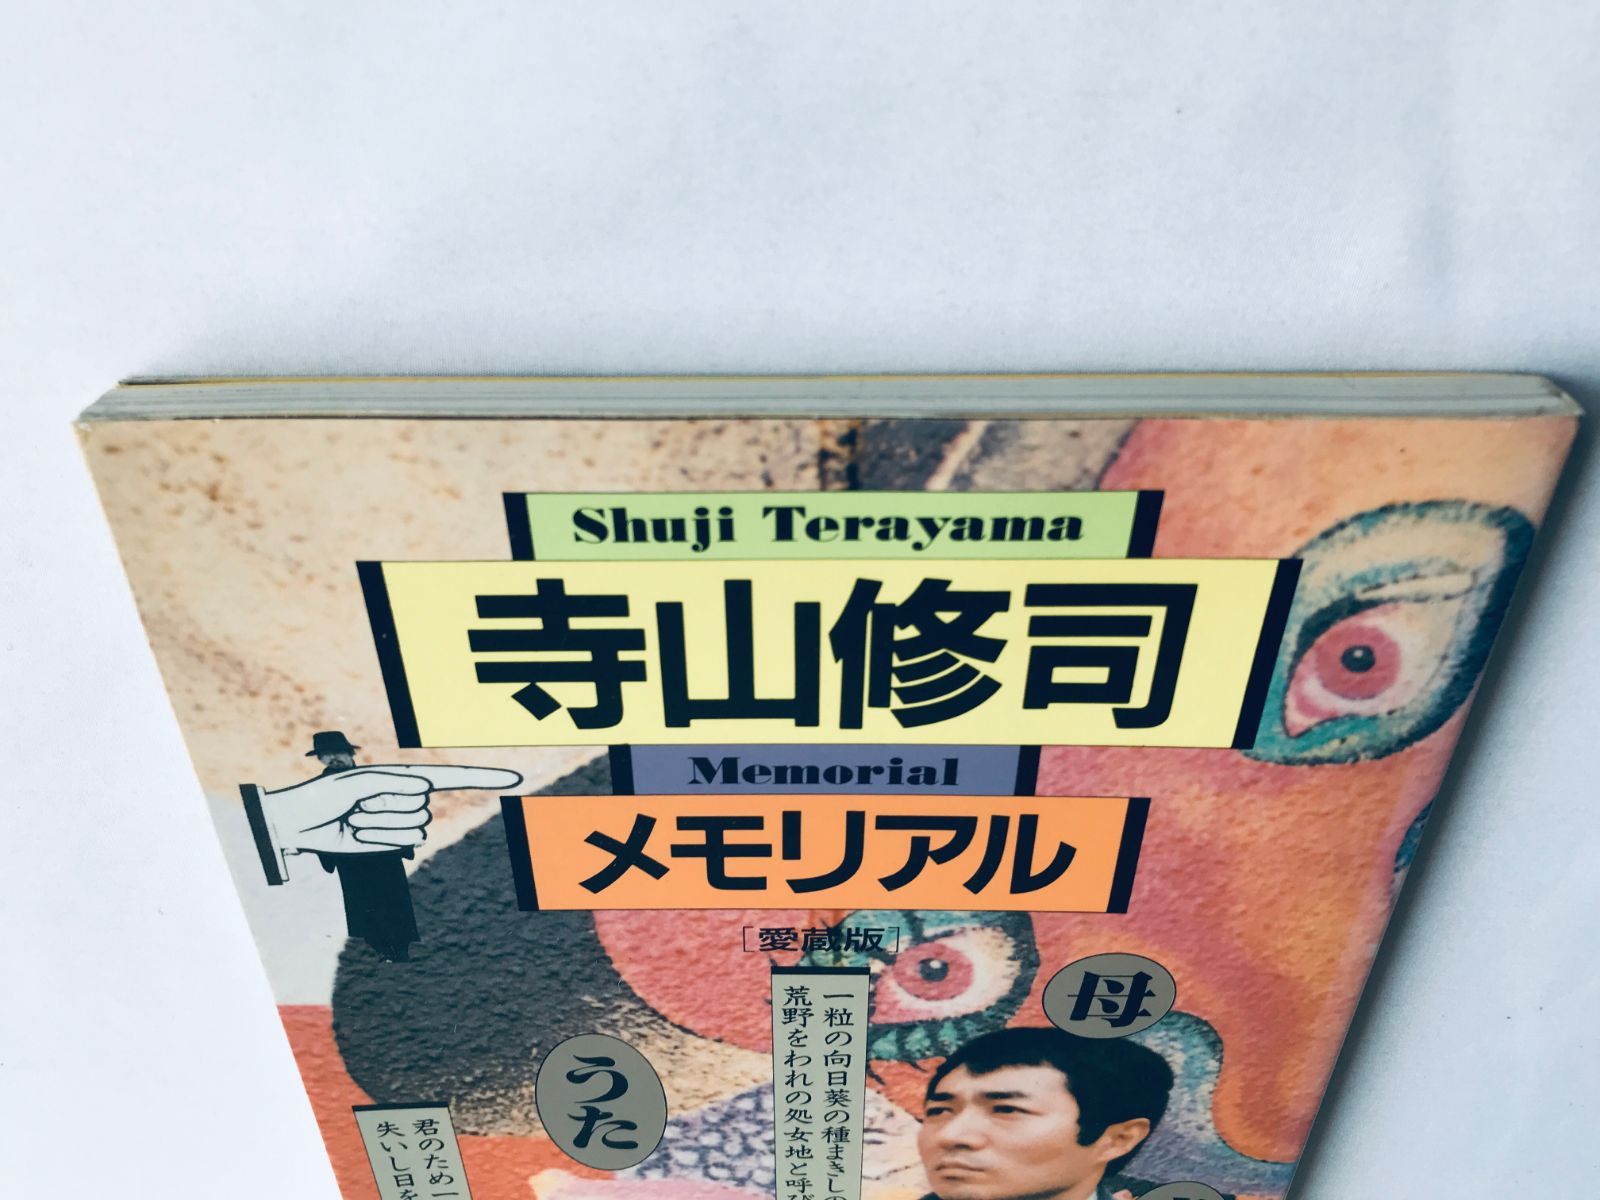 Shuji Terayama
寺山修司
Memorial
メモリアル
[愛蔵版]
母
一粒の向日葵の種まきしの
荒野をわれの処女地と呼び
うた
君のため一
失いし日を